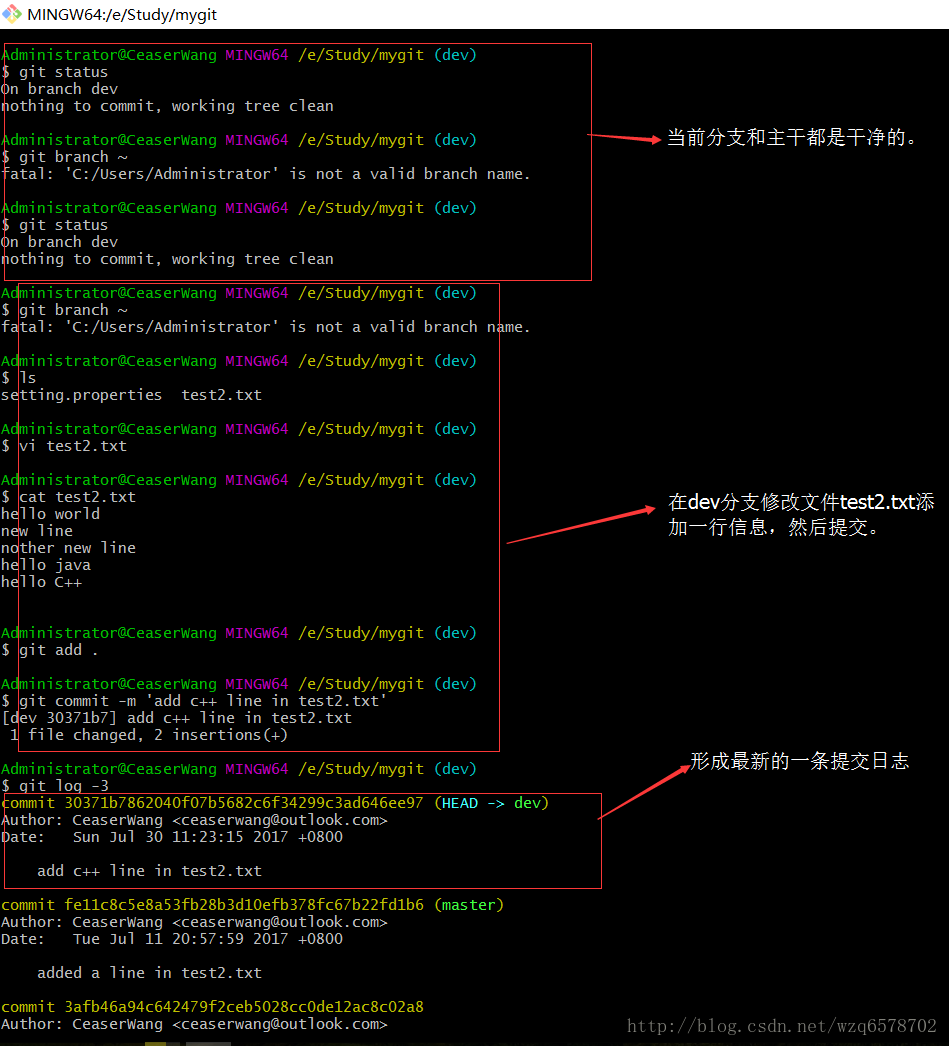 MINGW64:/e/Study/mygit
Administrator@CeaserWang MINGW64 /e/Study/mygit (dev)
$ git status
On branch dev
nothing to commit, working tree clean
Administrator@CeaserWang MINGW64 /e/Study/mygit (dev)
$ git branch ~
fatal: 'C:/Users/Administrator' is not a valid branch name.
当前分支和主干都是干净的。
Administrator@CeaserWang MINGW64 /e/Study/mygit (dev)
$ git status
On branch dev
nothing to commit, working tree clean
Administrator@CeaserWang MINGW64 /e/Study/mygit (dev)
$ git branch ~
fatal: 'C:/Users/Administrator' is not a valid branch name.
Administrator@CeaserWang MINGW64 /e/Study/mygit (dev)
$ ls
setting.properties  test2.txt
Administrator@CeaserWang MINGW64 /e/Study/mygit (dev)
$ vi test2.txt
Administrator@CeaserWang MINGW64 /e/Study/mygit (dev)
$ cat test2.txt
hello world
new line
nother new line
hello java
hello C++
在dev分支修改文件test2.txt添
加一行信息，然后提交。
Administrator@CeaserWang MINGW64 /e/Study/mygit (dev)
$ git add .
Administrator@CeaserWang MINGW64 /e/Study/mygit (dev)
$ git commit -m 'add c++ line in test2.txt'
[dev 30371b7] add c++ line in test2.txt
 1 file changed, 2 insertions(+)
Administrator@CeaserWang MINGW64 /e/Study/mygit (dev)
$ git log -3
形成最新的一条提交日志
commit 30371b7862040f07b5682c6f34299c3ad646ee97 (HEAD -> dev)
Author: CeaserWang <ceaserwang@outlook.com>
Date:   Sun Jul 30 11:23:15 2017 +0800
    add c++ line in test2.txt
commit fe11c8c5e8a53fb28b3d10efb378fc67b22fd1b6 (master)
Author: CeaserWang <ceaserwang@outlook.com>
Date:   Tue Jul 11 20:57:59 2017 +0800
    added a line in test2.txt
commit 3afb46a94c642479f2ceb5028cc0de12ac8c02a8
Author: CeaserWang <ceaserwang@outlook.com>
http://blog.csdn.net/wzq6578702